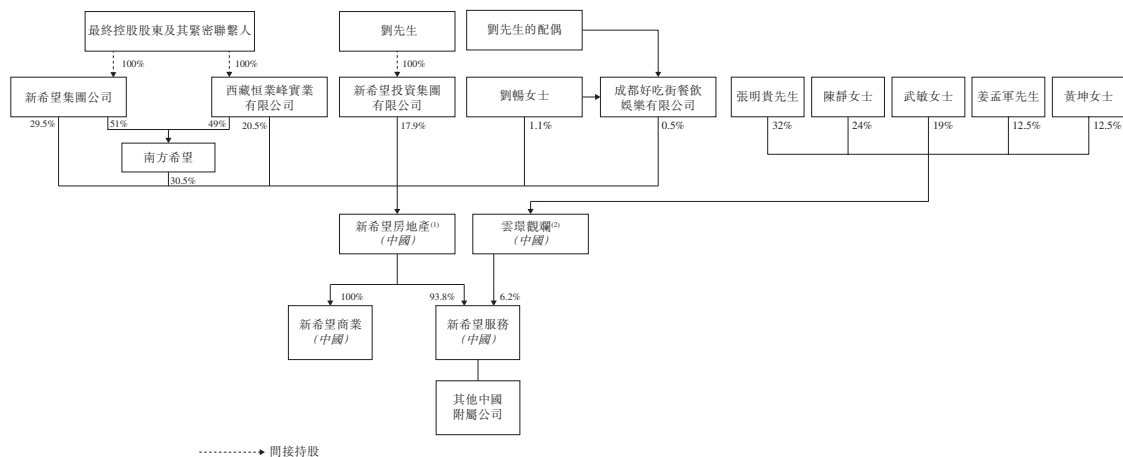 最終控股股東及其緊密聯繫人
劉先生
劉先生的配偶
100%
100%
100%
新希望集團公司
西藏恒業峰實業
有限公司
新希望投資集團
有限公司
劉暢女士
成都好吃街餐飲
娛樂有限公司
張明貴先生
陳靜女士
武敏女士
姜孟軍先生
黃坤女士
29.5%
51%
49%
20.5%
17.9%
1.1%
0.5%
32%
24%
19%
12.5%
12.5%
南方希望
30.5%
新希望房地產(1)
(中國)
雲璟觀斕(2)
(中國)
100%
93.8%
6.2%
新希望商業
(中國)
新希望服務
(中國)
其他中國
附屬公司
間接持股